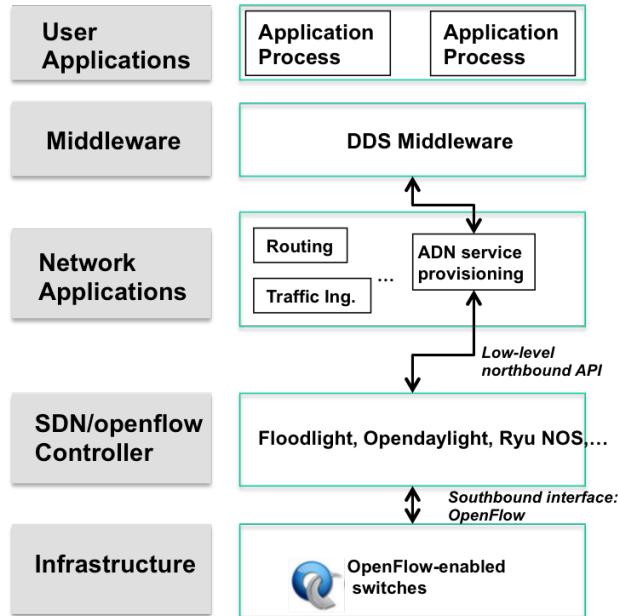 User
Applications
Application
Process
Application
Process
Middleware
DDS Middleware
Network
Applications
Routing
Traffic Ing.
...
ADN service
provisioning
Low-level
northbound API
SDN/openflow
Controller
Floodlight, Opendaylight, Ryu NOS,...
Southbound interface:
OpenFlow
Infrastructure
OpenFlow-enabled
switches